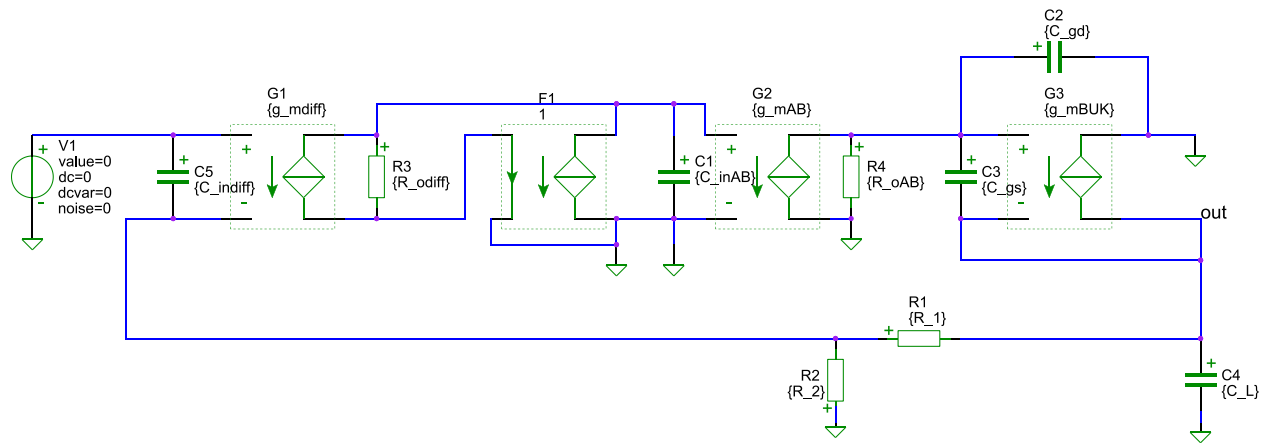 C2
{C_gd}
G1
{g_mdiff}
F1
1
G2
{g_mAB}
G3
{g_mBUK}
V1
value=0
dc=0
dcvar=0
noise=0
C5
{C_indiff}
R3
{R_odiff}
C1
{C_inAB}
R4
{R_oAB}
C3
{C_gs}
out
R1
{R_1}
R2
{R_2}
C4
{C_L}